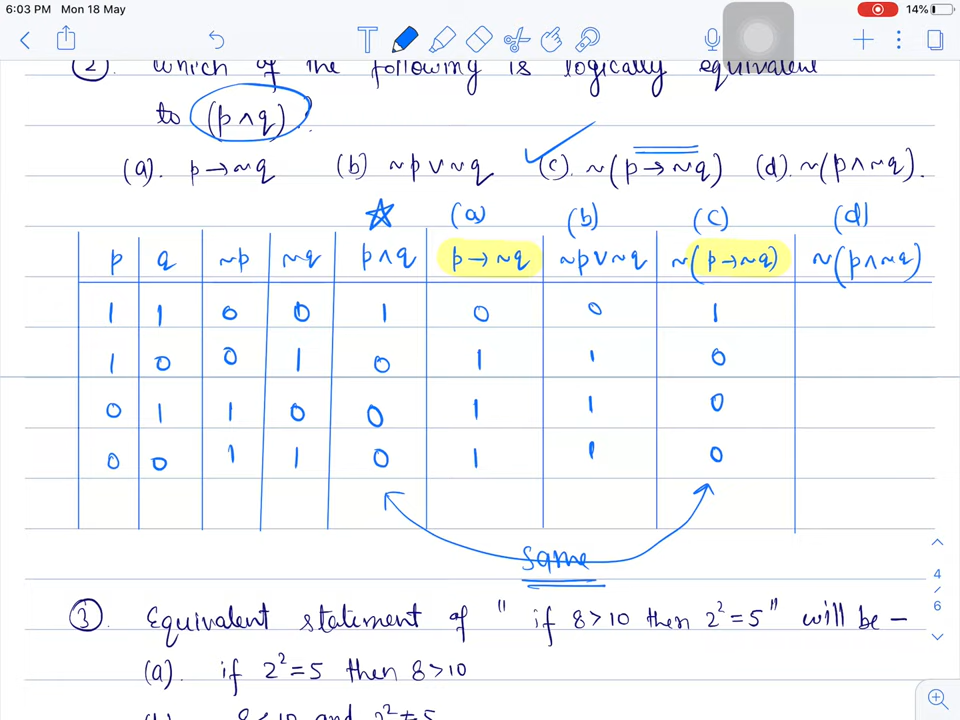 6:03 PM Mon 18 May 14%
T
(2). which of the following is logically equivalent
to (p∧q).
(a). p→~q (b) ~p∨~q (c). ~(p→~q) (d). ~(p∧~q).
(a) (b) (c) (d)
p q ~p ~q p∧q p→~q ~p∨~q ~(p→~q) ~(p∧~q)
1 1 0 0 1 0 0 1
1 0 0 1 0 1 1 0
0 1 1 0 0 1 1 0
0 0 1 1 0 1 1 0
same
4
/
6
(3). Equivalent statement of "if 8>10 then 2²=5" will be –
(a). if 2²=5 then 8>10